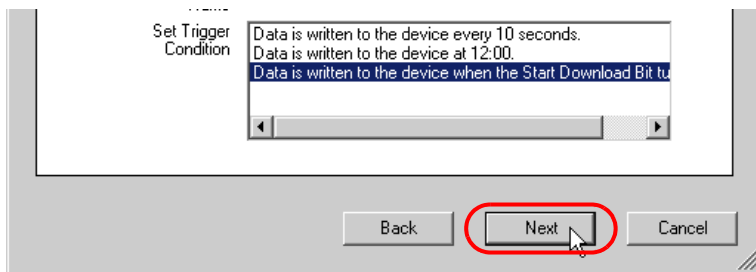 Set Trigger
Condition
Data is written to the device every 10 seconds.
Data is written to the device at 12:00.
Data is written to the device when the Start Download Bit tu
Back
Next
Cancel